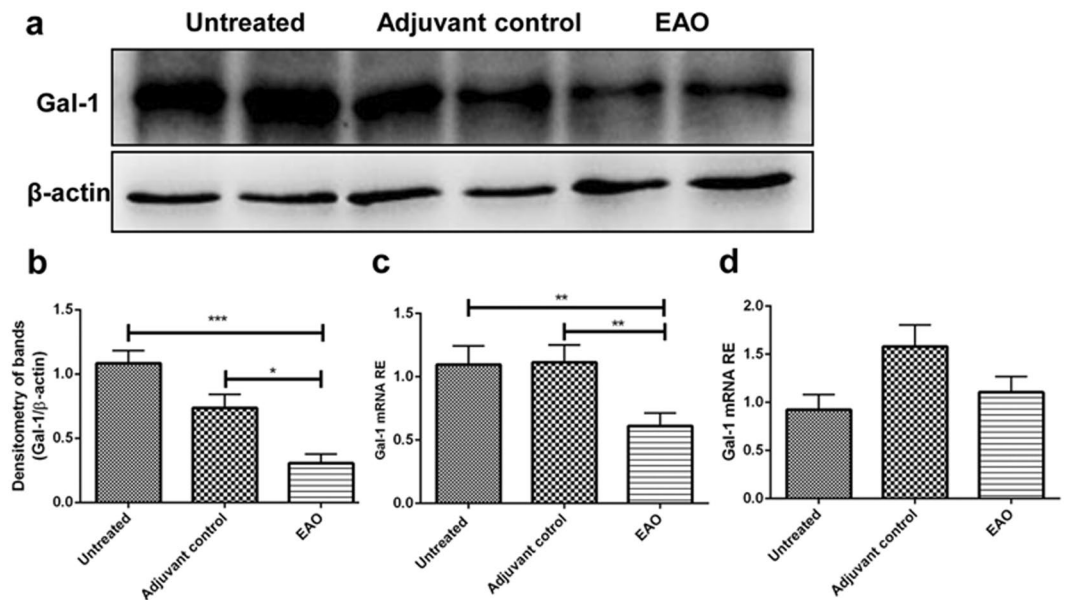 a
Untreated Adjuvant control EAO
Gal-1
β-actin
b
Densitometry of bands
(Gal-1/β-actin)
1.5
1.0
0.5
0.0
***
*
Untreated
Adjuvant control
EAO
c
Gal-1 mRNA RE
1.5
1.0
0.5
0.0
**
**
Untreated
Adjuvant cotrol
EAO
d
Gal-1 mRNA RE
2.0
1.5
1.0
0.5
0.0
Untreated
Adjuvant control
EAO